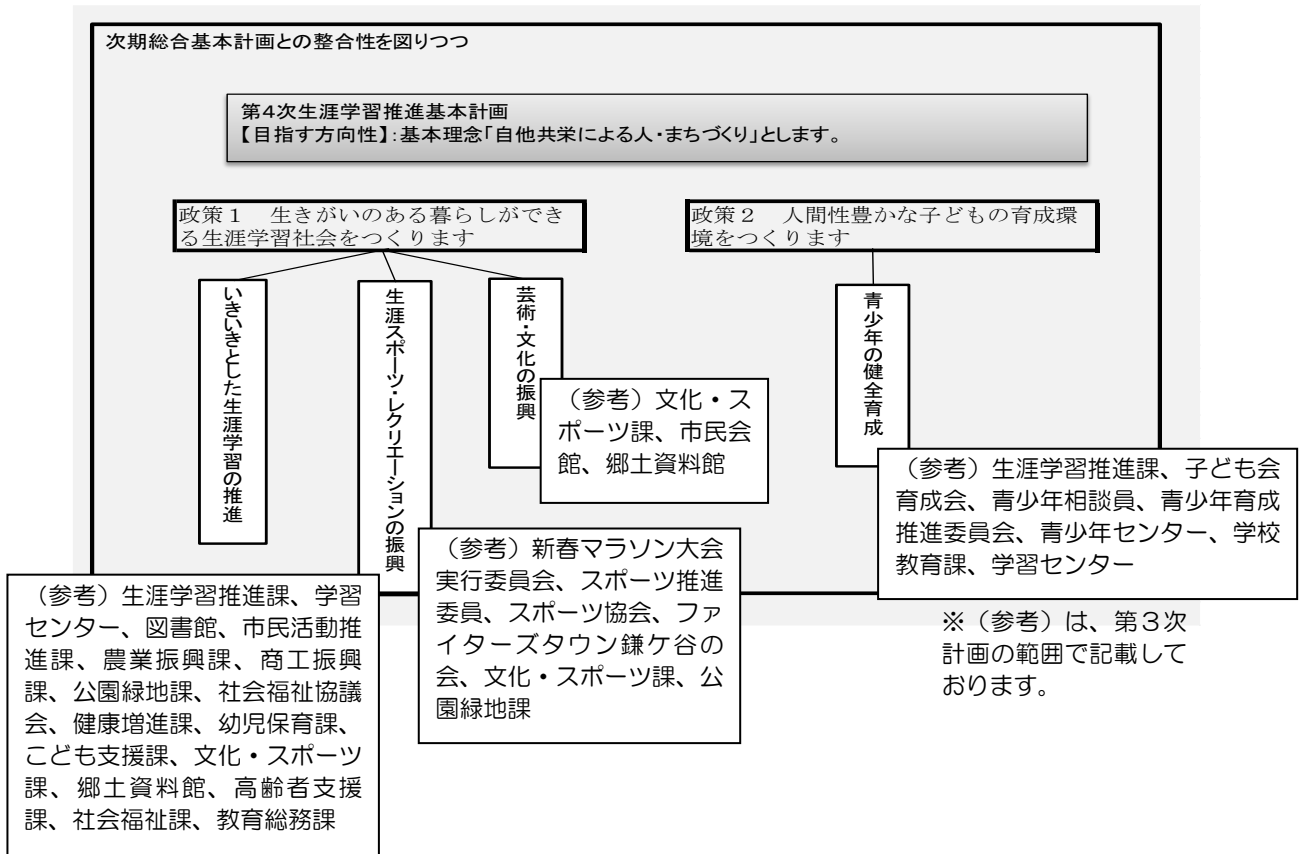 次期総合基本計画との整合性を図りつつ
第4次生涯学習推進基本計画
【目指す方向性】:基本理念「自他共栄による人・まちづくり」とします。
政策１　生きがいのある暮らしができ
る生涯学習社会をつくります
政策２　人間性豊かな子どもの育成環
境をつくります
いきいきとした生涯学習の推進
生涯スポーツ・レクリエーションの振興
芸術・文化の振興
青少年の健全育成
（参考）文化・ス
ポーツ課、市民会
館、郷土資料館
（参考）生涯学習推進課、子ども会
育成会、青少年相談員、青少年育成
推進委員会、青少年センター、学校
教育課、学習センター
（参考）新春マラソン大会
実行委員会、スポーツ推進
委員、スポーツ協会、ファ
イターズタウン鎌ケ谷の
会、文化・スポーツ課、公
園緑地課
（参考）生涯学習推進課、学習
センター、図書館、市民活動推
進課、農業振興課、商工振興
課、公園緑地課、社会福祉協議
会、健康増進課、幼児保育課、
こども支援課、文化・スポーツ
課、郷土資料館、高齢者支援
課、社会福祉課、教育総務課
※（参考）は、第３次
計画の範囲で記載して
おります。